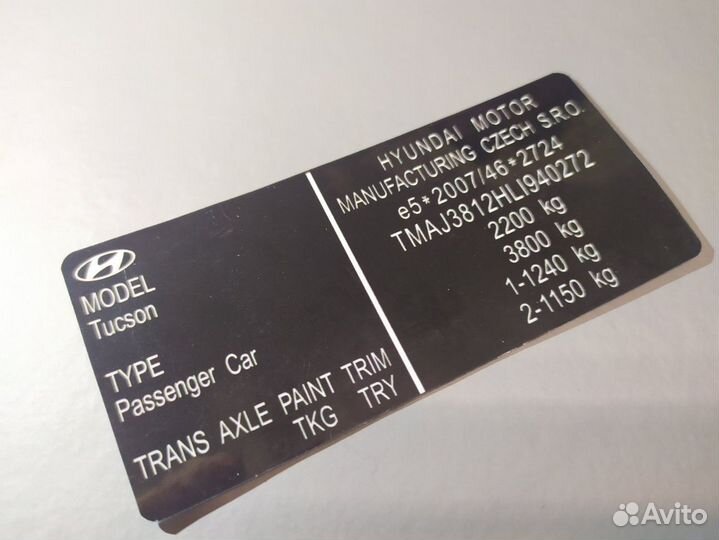 HYUNDAI MOTOR
MANUFACTURING CZECH S.R.O.
e5*2007/46*2724
TMAJ3812HLI940272
2200 kg
3800 kg
1-1240 kg
2-1150 kg
MODEL
Tucson
TYPE
Passenger Car
TRANS AXLE PAINT TRIM
TKG TRY
Avito